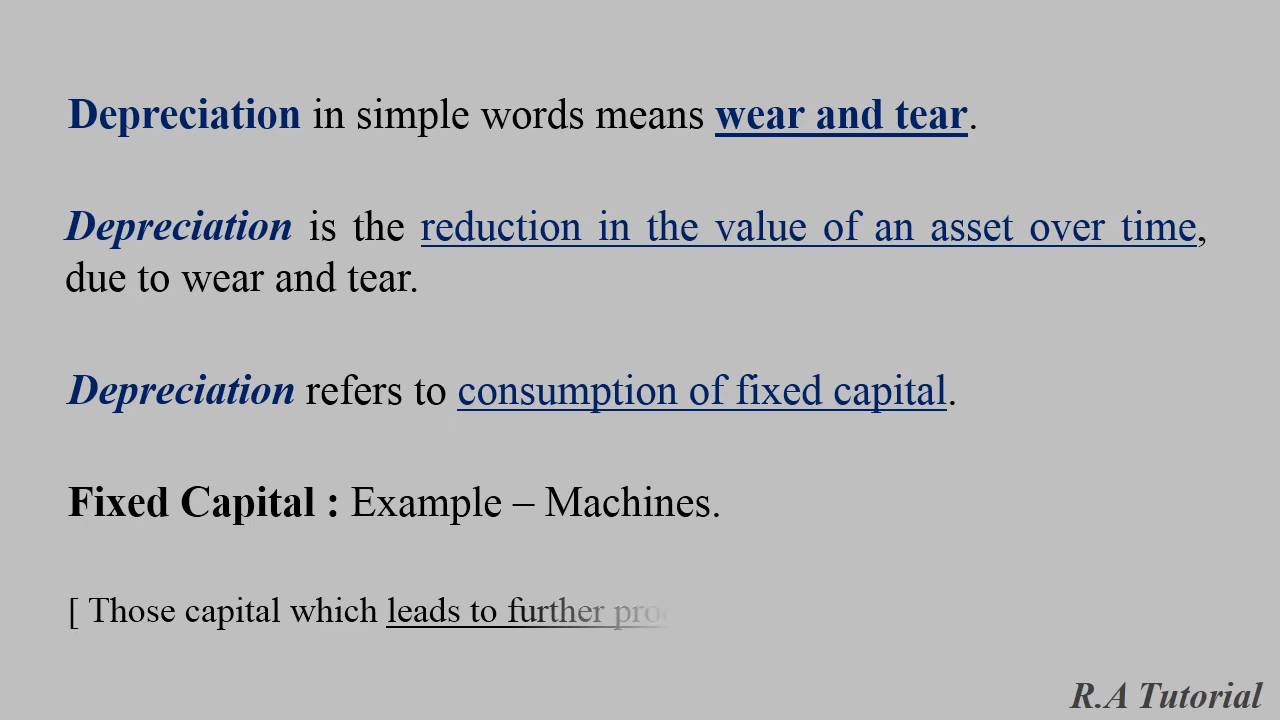 Depreciation in simple words means wear and tear.
Depreciation is the reduction in the value of an asset over time,
due to wear and tear.
Depreciation refers to consumption of fixed capital.
Fixed Capital : Example – Machines.
[ Those capital which leads to further
R.A Tutorial